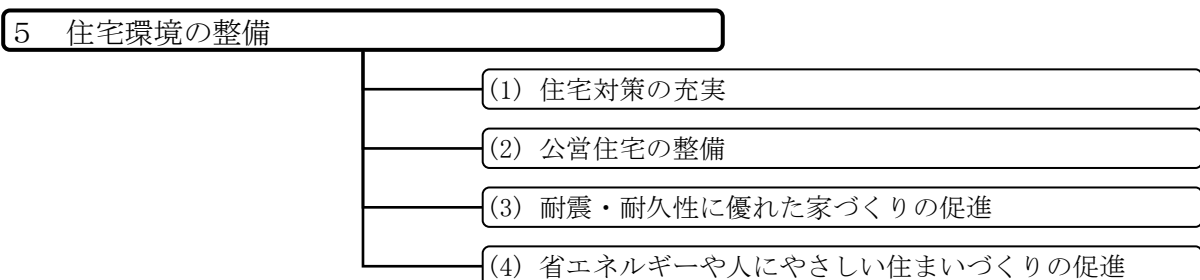 ５　住宅環境の整備
(1) 住宅対策の充実
(2) 公営住宅の整備
(3) 耐震・耐久性に優れた家づくりの促進
(4) 省エネルギーや人にやさしい住まいづくりの促進